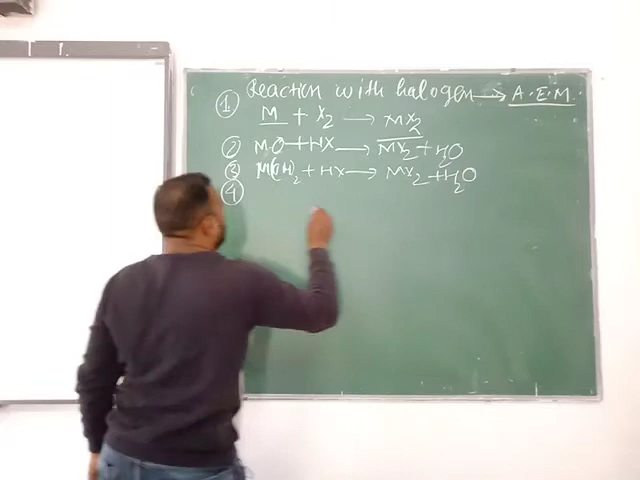 Reaction with halogen → A.E.M.
① M + X₂ → MX₂
② MO + HX → MX₂ + H₂O
③ M(OH)₂ + HX → MX₂ + H₂O
④